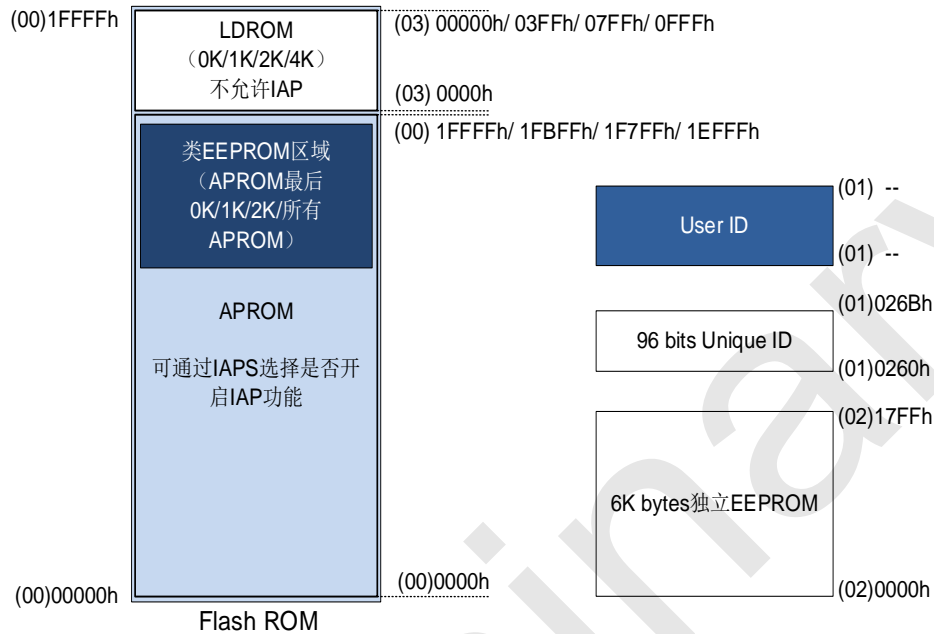 (00)1FFFFh
LDROM
（0K/1K/2K/4K）
不允许IAP
(03) 00000h/ 03FFh/ 07FFh/ 0FFFh
(03) 0000h
(00) 1FFFFh/ 1FBFFh/ 1F7FFh/ 1EFFFh
类EEPROM区域
（APROM最后
0K/1K/2K/所有
APROM）
APROM
可通过IAPS选择是否开
启IAP功能
(00)00000h
(00)0000h
Flash ROM
(01) --
User ID
(01) --
(01)026Bh
96 bits Unique ID
(01)0260h
(02)17FFh
6K bytes独立EEPROM
(02)0000h